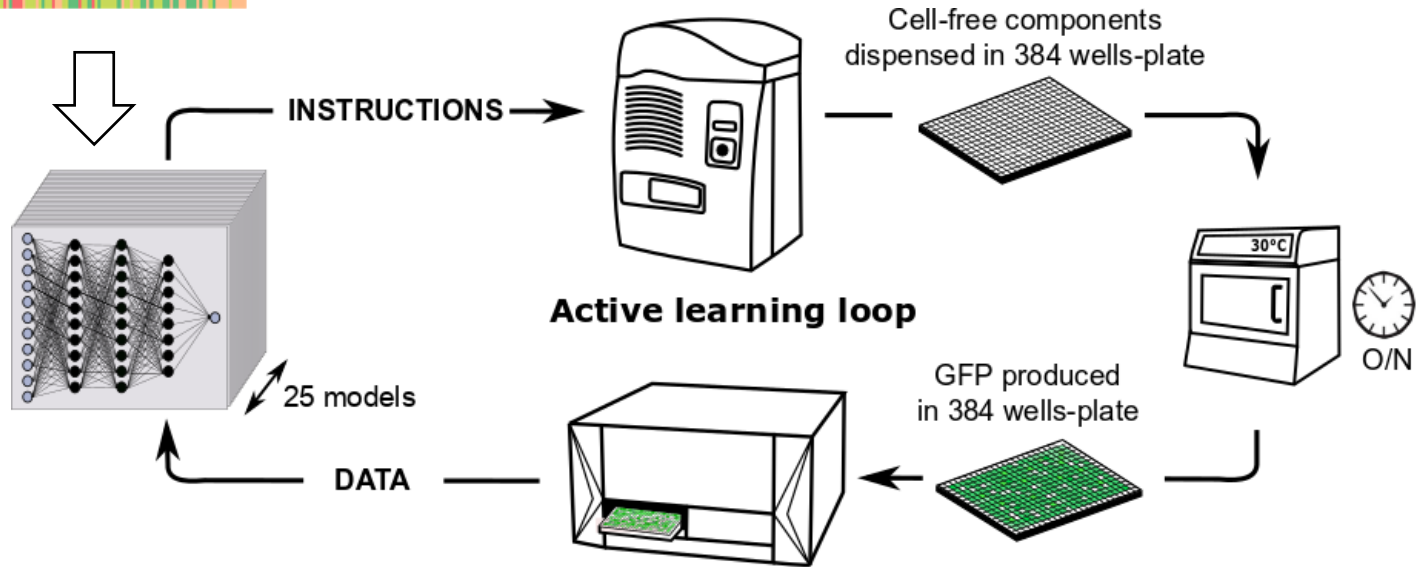 Cell-free components
dispensed in 384 wells-plate
INSTRUCTIONS
30°C
Active learning loop
O/N
25 models
GFP produced
in 384 wells-plate
DATA